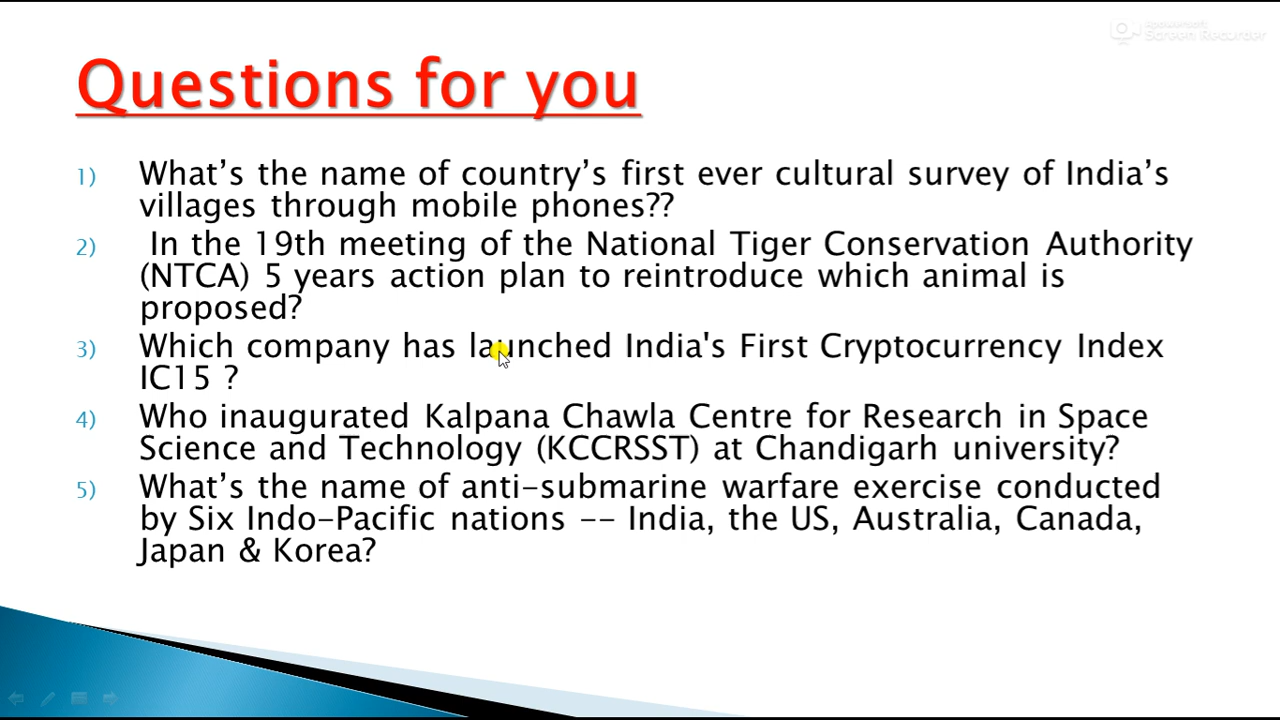 Apowersoft
Screen Recorder
Questions for you
1) What’s the name of country’s first ever cultural survey of India’s
villages through mobile phones??
2) In the 19th meeting of the National Tiger Conservation Authority
(NTCA) 5 years action plan to reintroduce which animal is
proposed?
3) Which company has launched India's First Cryptocurrency Index
IC15 ?
4) Who inaugurated Kalpana Chawla Centre for Research in Space
Science and Technology (KCCRSST) at Chandigarh university?
5) What’s the name of anti-submarine warfare exercise conducted
by Six Indo-Pacific nations -- India, the US, Australia, Canada,
Japan & Korea?